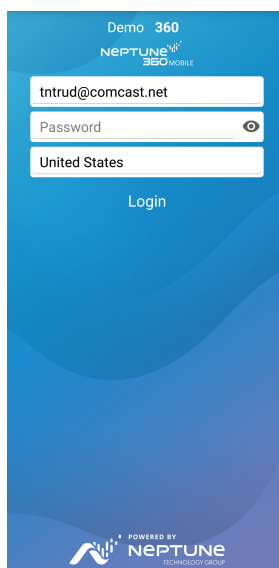 Demo 360
NEPTUNE
360 MOBILE
tntrud@comcast.net
Password
United States
Login
POWERED BY
NEPTUNE
TECHNOLOGY GROUP